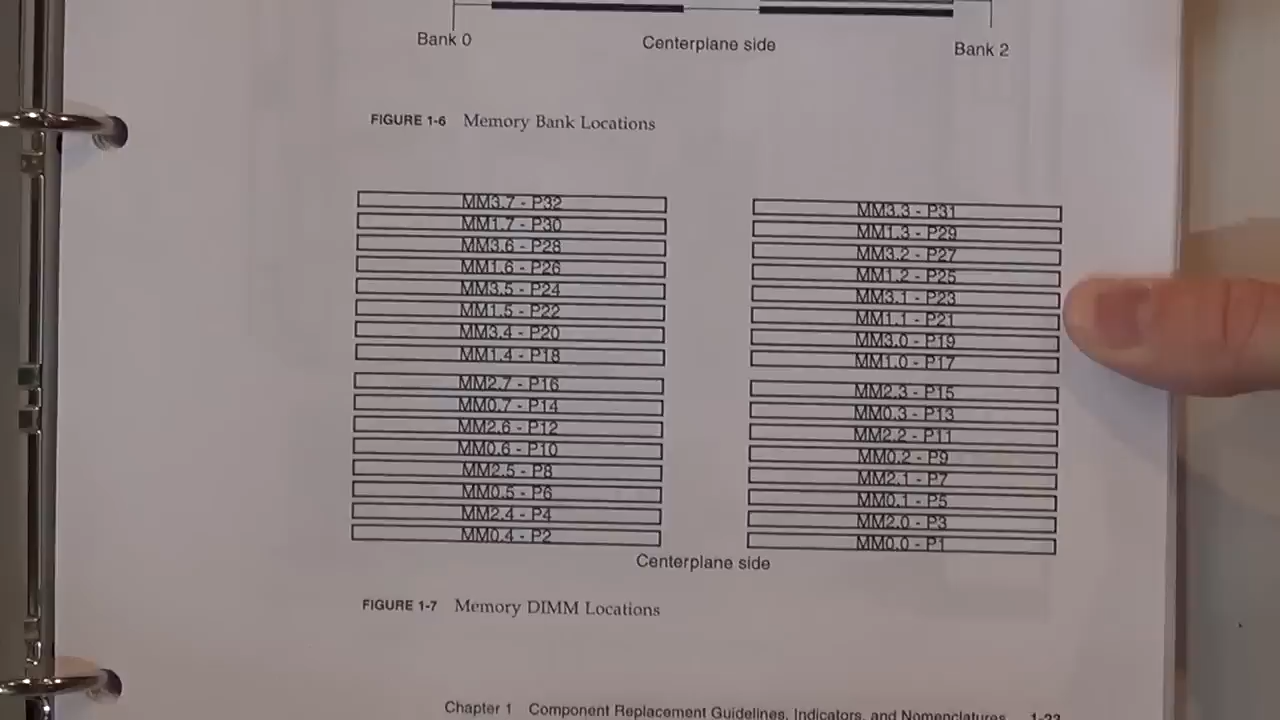 Bank 0
Centerplane side
Bank 2
FIGURE 1-6 Memory Bank Locations
MM3.7 - P32
MM1.7 - P30
MM3.6 - P28
MM1.6 - P26
MM3.5 - P24
MM1.5 - P22
MM3.4 - P20
MM1.4 - P18
MM2.7 - P16
MM0.7 - P14
MM2.6 - P12
MM0.6 - P10
MM2.5 - P8
MM0.5 - P6
MM2.4 - P4
MM0.4 - P2
MM3.3 - P31
MM1.3 - P29
MM3.2 - P27
MM1.2 - P25
MM3.1 - P23
MM1.1 - P21
MM3.0 - P19
MM1.0 - P17
MM2.3 - P15
MM0.3 - P13
MM2.2 - P11
MM0.2 - P9
MM2.1 - P7
MM0.1 - P5
MM2.0 - P3
MM0.0 - P1
Centerplane side
FIGURE 1-7 Memory DIMM Locations
Chapter 1 Component Replacement Guidelines, Indicators, and Nomenclatures 1-23